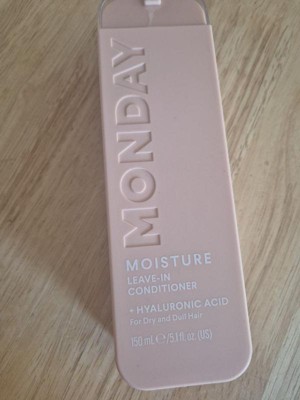 MONDAY
MOISTURE
LEAVE-IN
CONDITIONER
+ HYALURONIC ACID
For Dry and Dull Hair
150 mL ℮/5.1 fl. oz. (US)